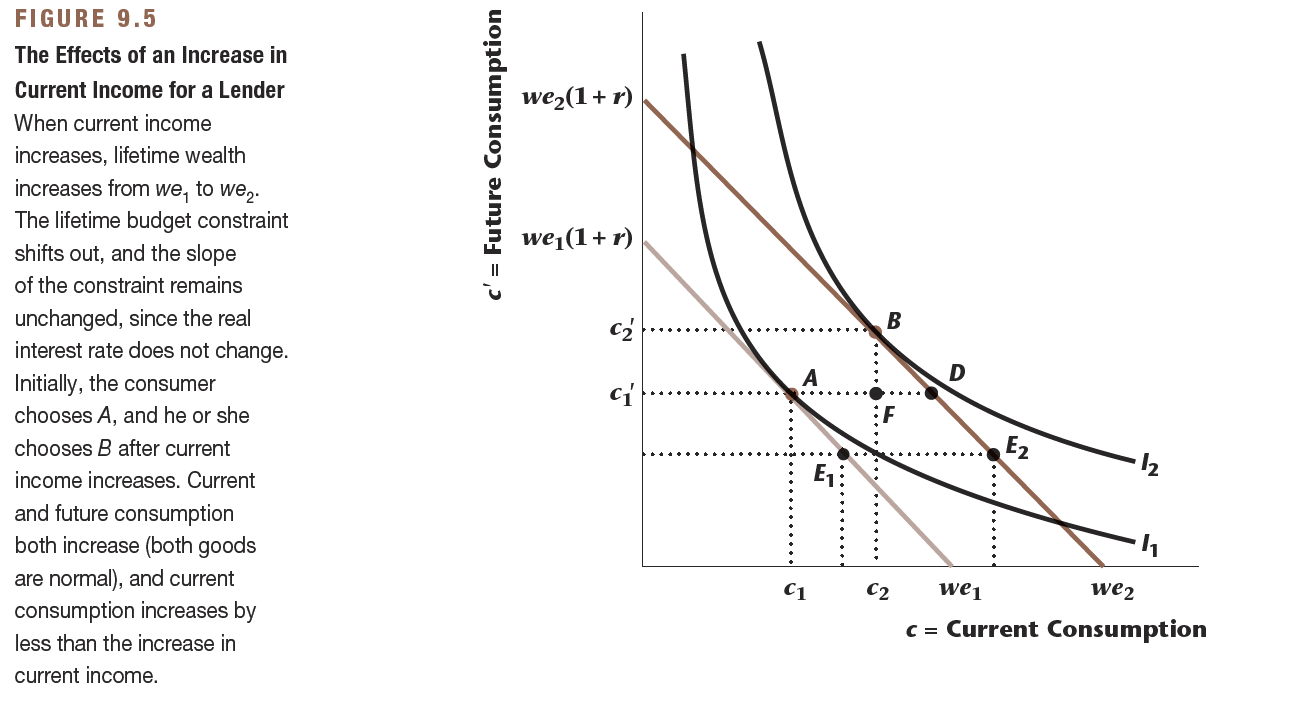 FIGURE 9.5
The Effects of an Increase in
Current Income for a Lender
When current income
increases, lifetime wealth
increases from we₁ to we₂.
The lifetime budget constraint
shifts out, and the slope
of the constraint remains
unchanged, since the real
interest rate does not change.
Initially, the consumer
chooses A, and he or she
chooses B after current
income increases. Current
and future consumption
both increase (both goods
are normal), and current
consumption increases by
less than the increase in
current income.
c' = Future Consumption
we₂(1 + r)
we₁(1 + r)
c₂'
c₁'
B
A
D
F
E₁
E₂
I₂
I₁
c₁
c₂
we₁
we₂
c = Current Consumption